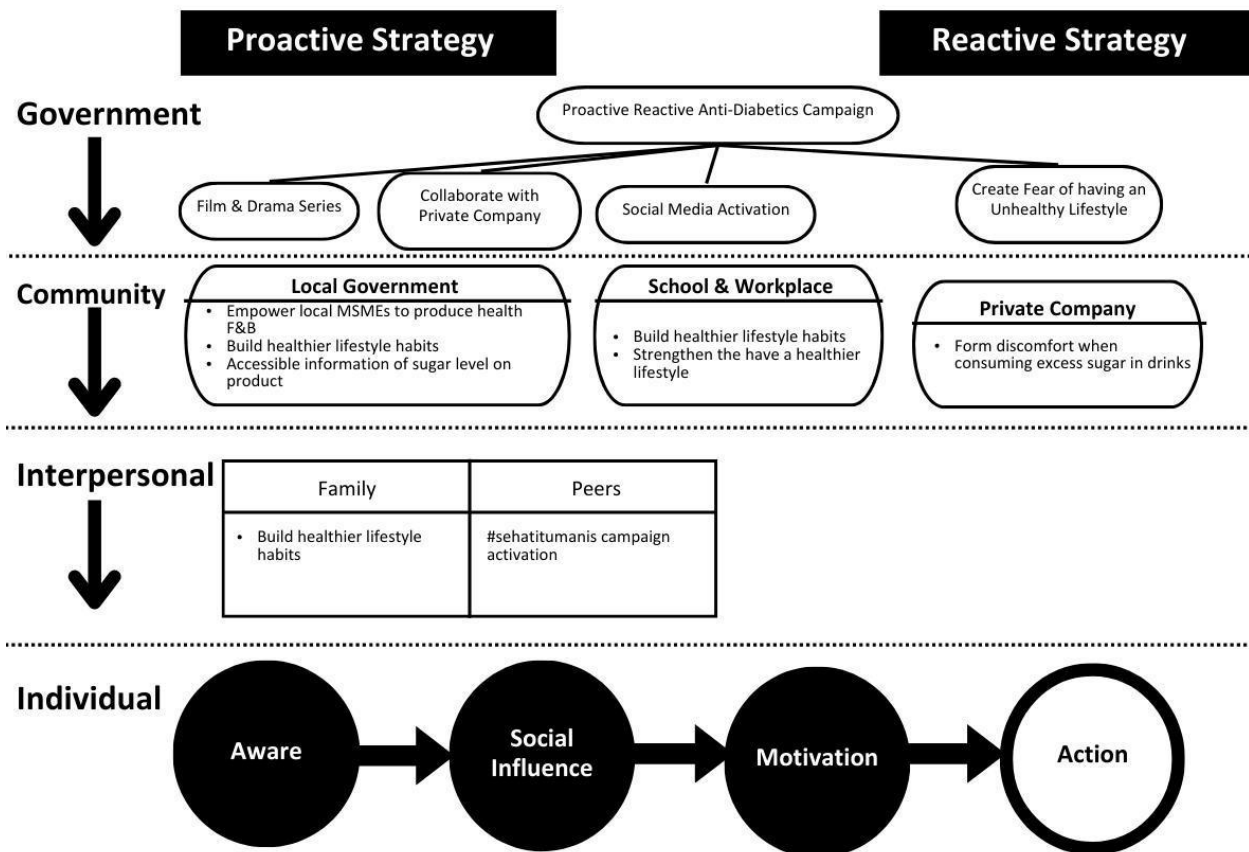 Proactive Strategy
Reactive Strategy
Government
Proactive Reactive Anti-Diabetics Campaign
Film & Drama Series
Collaborate with
Private Company
Social Media Activation
Create Fear of having an
Unhealthy Lifestyle
Community
Local Government
• Empower local MSMEs to produce health
F&B
• Build healthier lifestyle habits
• Accessible information of sugar level on
product
School & Workplace
• Build healthier lifestyle habits
• Strengthen the have a healthier
lifestyle
Private Company
• Form discomfort when
consuming excess sugar in drinks
Interpersonal
Family
Peers
• Build healthier lifestyle
habits
#sehatitumanis campaign
activation
Individual
Aware
Social
Influence
Motivation
Action